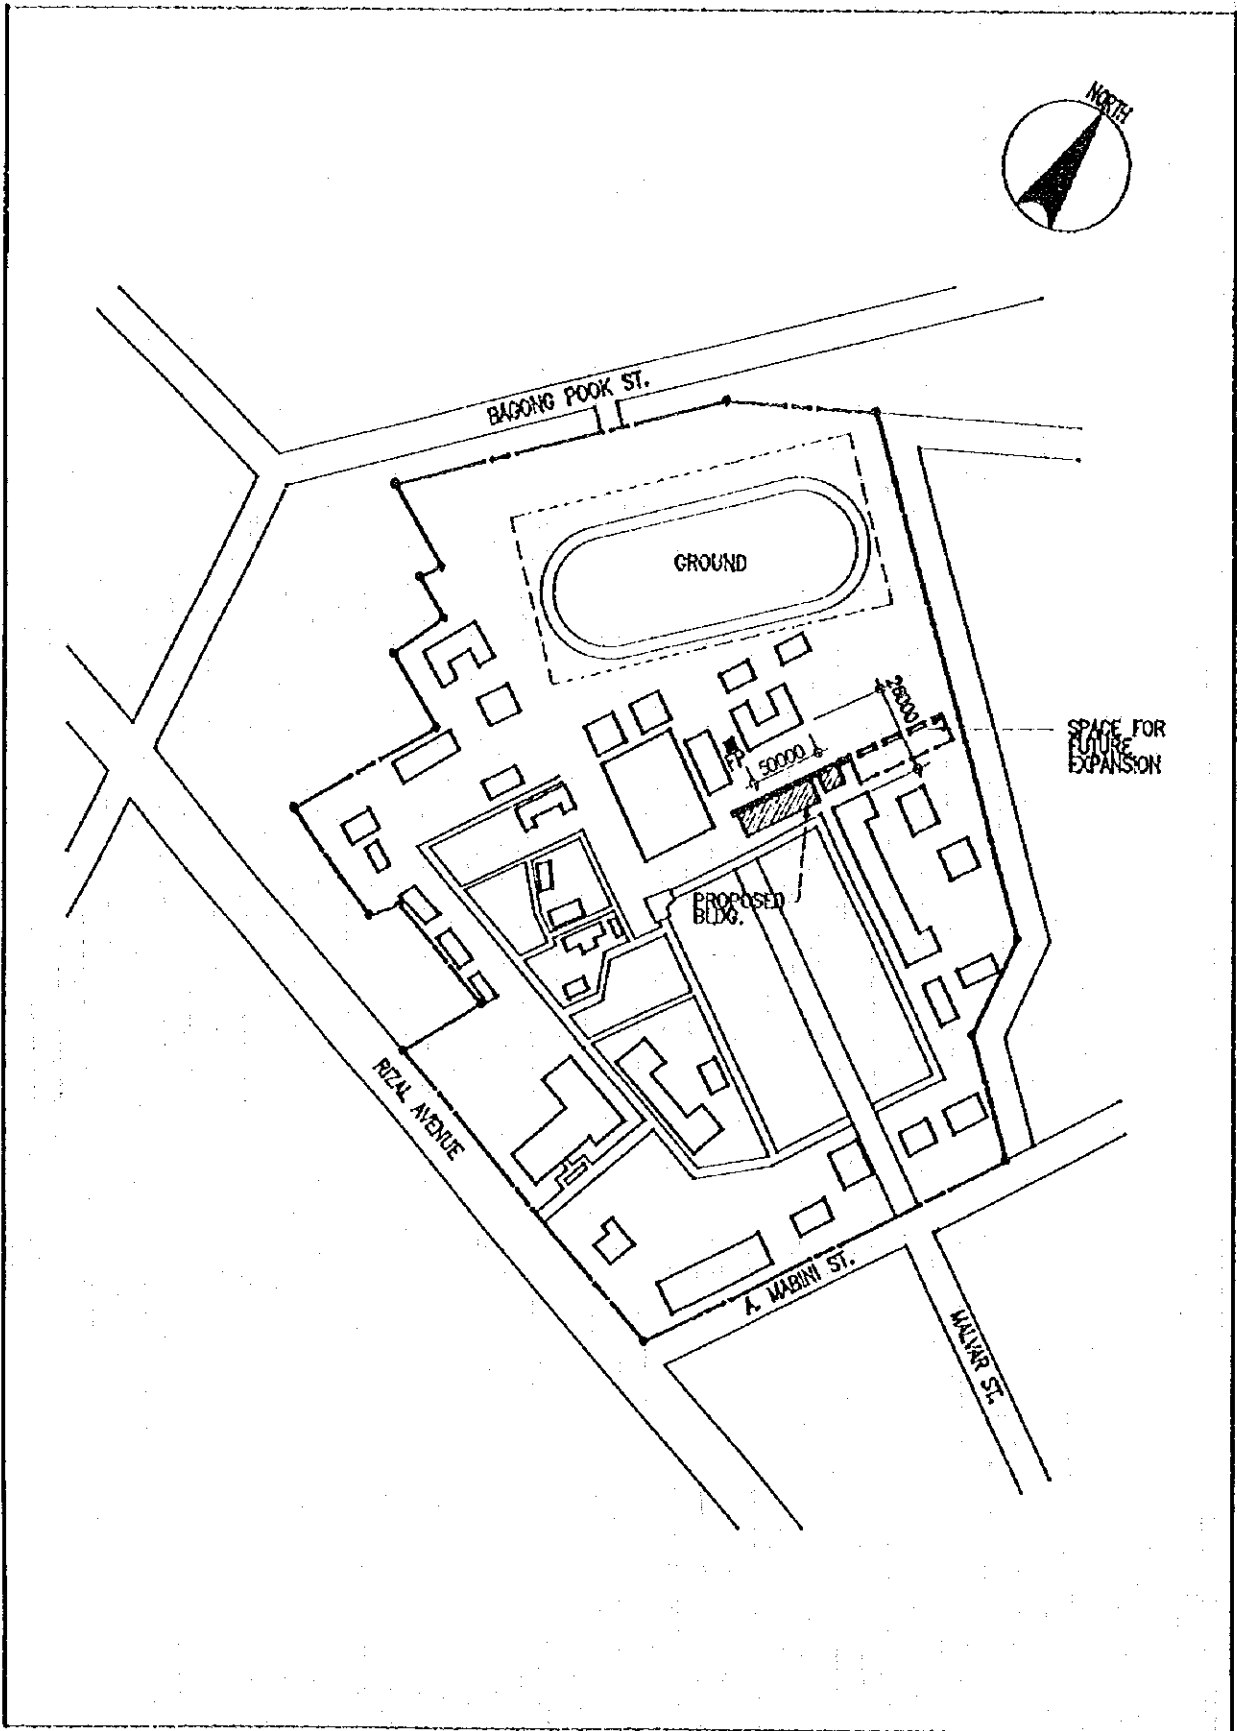 NORTH
BAGONG POOK ST.
GROUND
26000
SPACE FOR
FUTURE
EXPANSION
FP
50000
PROPOSED
BLDG.
RIZAL AVENUE
A. MABINI ST.
MALVAR ST.